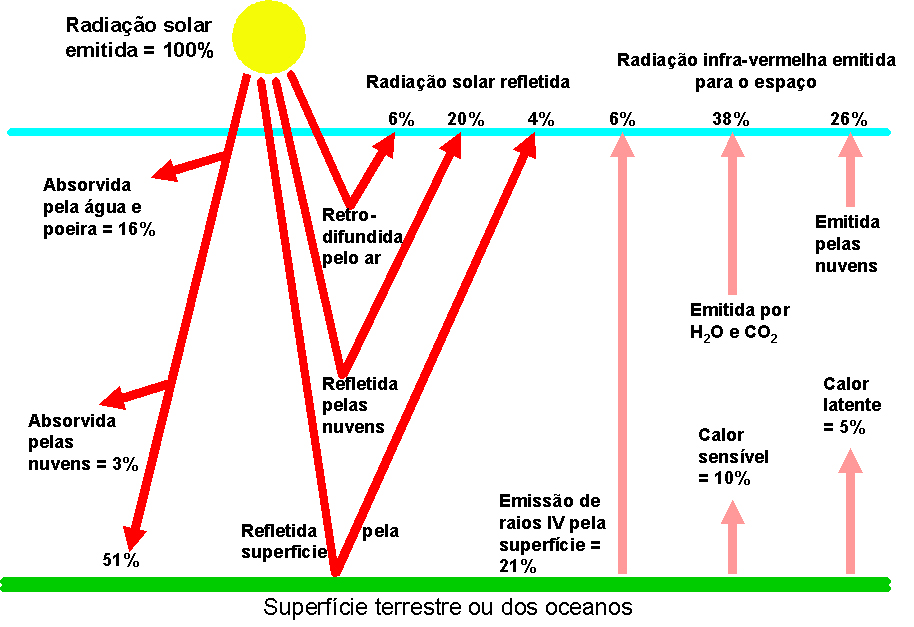 Radiação solar
emitida = 100%
Radiação solar refletida
6%
20%
4%
Radiação infra-vermelha emitida
para o espaço
6%
38%
26%
Absorvida
pela água e
poeira = 16%
Retro-
difundida
pelo ar
Emitida
pelas
nuvens
Emitida por
H₂O e CO₂
Refletida
pelas
nuvens
Absorvida
pelas
nuvens = 3%
Calor
latente
= 5%
Calor
sensível
= 10%
51%
Refletida pela
superficie
Emissão de
raios IV pela
superfície =
21%
Superfície terrestre ou dos oceanos